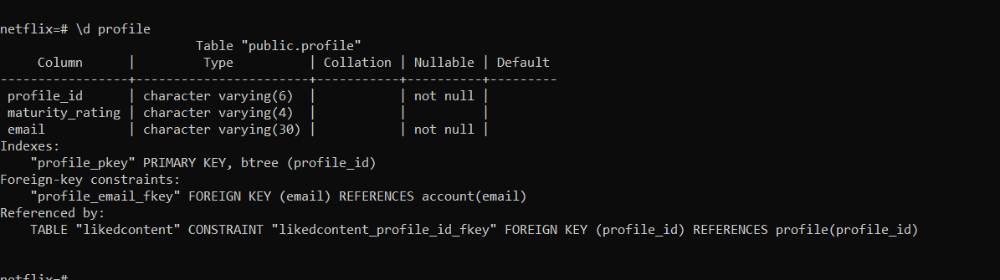 netflix=# \d profile
                          Table "public.profile"
     Column      |         Type          | Collation | Nullable | Default
-----------------+-----------------------+-----------+----------+---------
 profile_id      | character varying(6)  |           | not null |
 maturity_rating | character varying(4)  |           |          |
 email           | character varying(30) |           | not null |
Indexes:
    "profile_pkey" PRIMARY KEY, btree (profile_id)
Foreign-key constraints:
    "profile_email_fkey" FOREIGN KEY (email) REFERENCES account(email)
Referenced by:
    TABLE "likedcontent" CONSTRAINT "likedcontent_profile_id_fkey" FOREIGN KEY (profile_id) REFERENCES profile(profile_id)
netflix=#